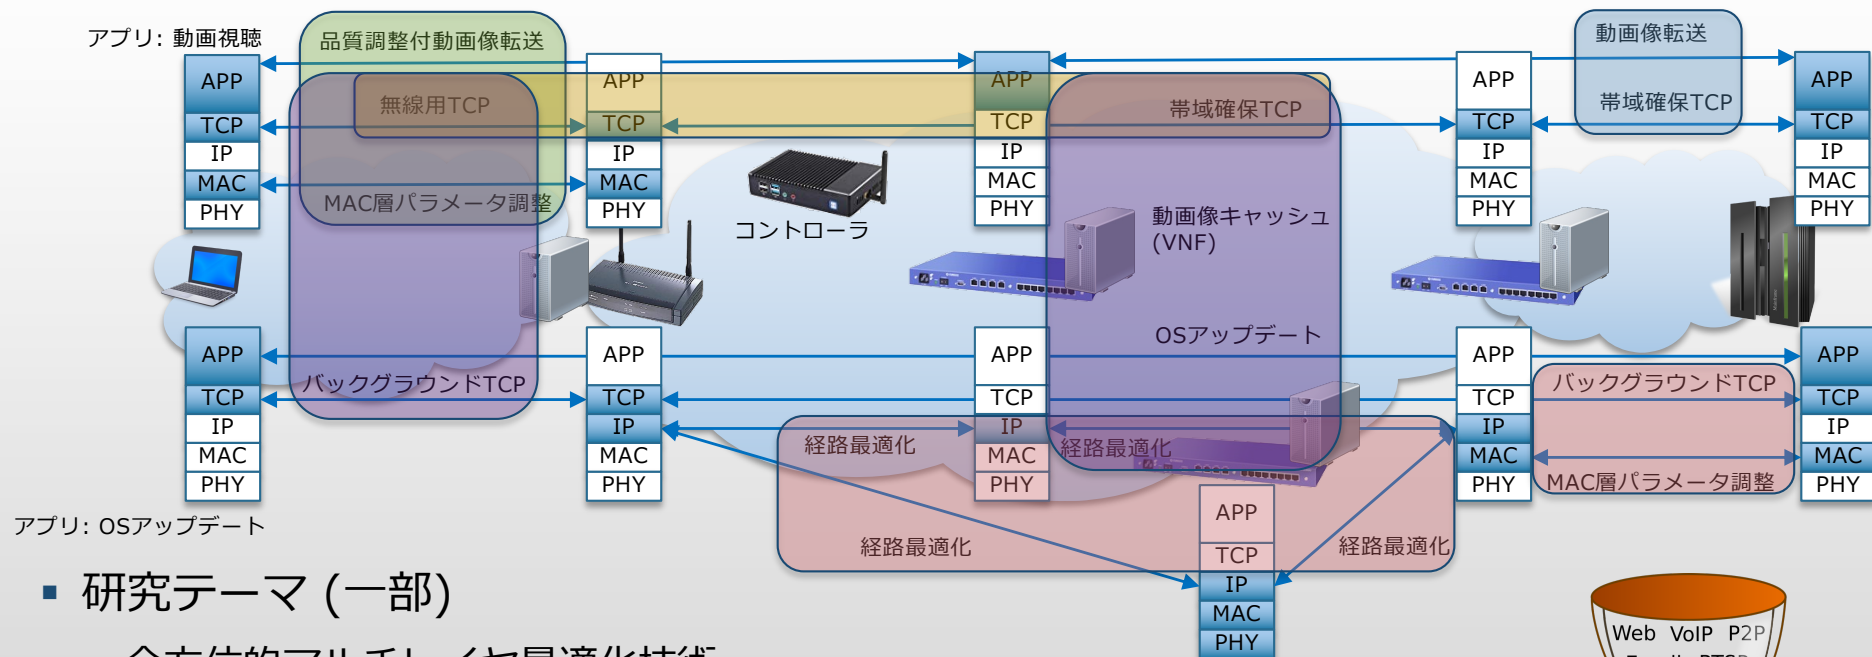 アプリ: 動画視聴
品質調整付動画像転送
動画像転送
APP
TCP
IP
MAC
PHY
無線用TCP
MAC層パラメータ調整
APP
TCP
IP
MAC
PHY
コントローラ
APP
TCP
IP
MAC
PHY
帯域確保TCP
動画像キャッシュ
(VNF)
APP
TCP
IP
MAC
PHY
帯域確保TCP
APP
TCP
IP
MAC
PHY
OSアップデート
APP
TCP
IP
MAC
PHY
バックグラウンドTCP
APP
TCP
IP
MAC
PHY
経路最適化
APP
TCP
IP
MAC
PHY
経路最適化
APP
TCP
IP
MAC
PHY
バックグラウンドTCP
MAC層パラメータ調整
APP
TCP
IP
MAC
PHY
アプリ: OSアップデート
経路最適化
経路最適化
APP
TCP
IP
MAC
PHY
研究テーマ (一部)
Web VoIP P2P